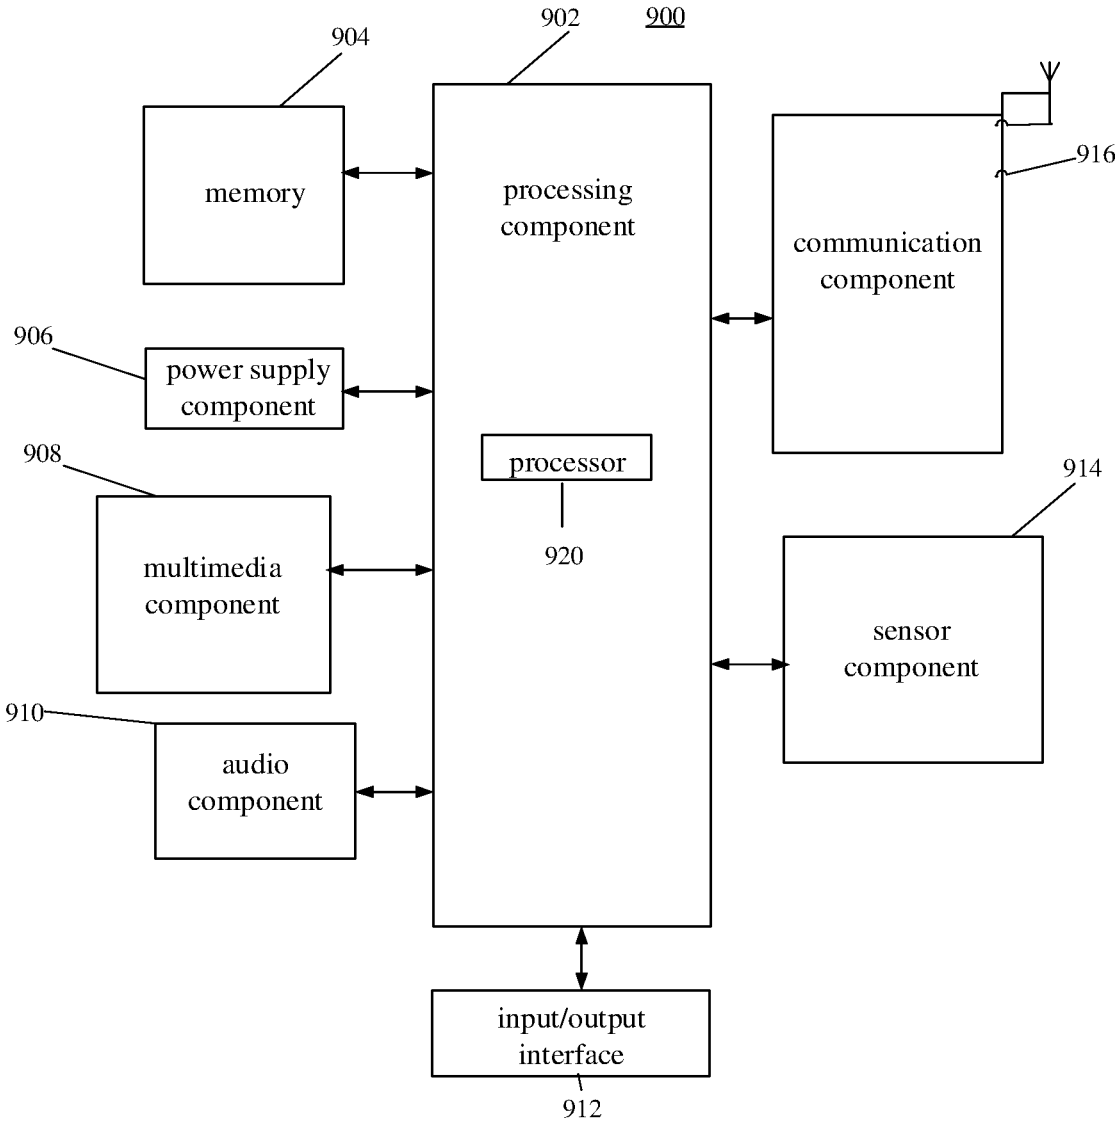 902
900
904
memory
processing
component
916
communication
component
906
power supply
component
908
processor
920
914
multimedia
component
sensor
component
910
audio
component
input/output
interface
912